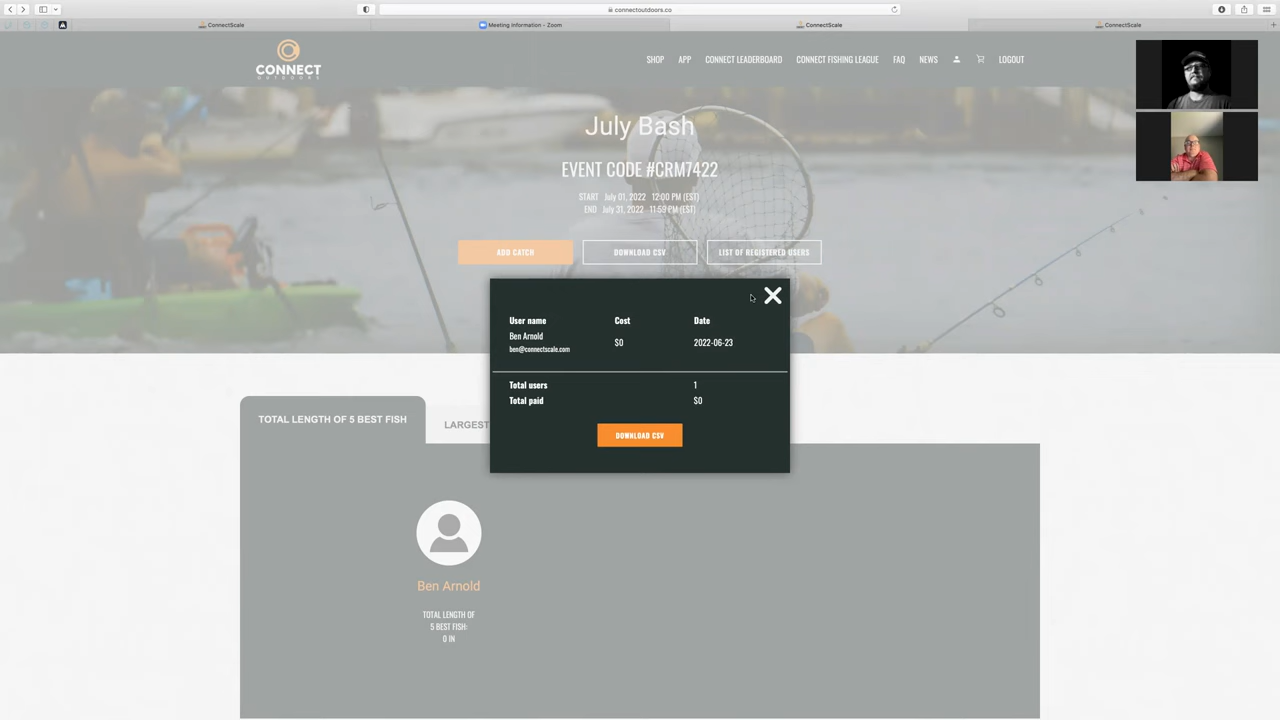 connectoutdoors.co
ConnectScale
Meeting Information - Zoom
ConnectScale
ConnectScale
CONNECT
OUTDOORS
SHOP
APP
CONNECT LEADERBOARD
CONNECT FISHING LEAGUE
FAQ
NEWS
LOGOUT
July Bash
EVENT CODE #CRM7422
START July 01, 2022 12:00 PM (EST)
END July 31, 2022 11:59 PM (EST)
ADD CATCH
DOWNLOAD CSV
LIST OF REGISTERED USERS
User name Cost Date
Ben Arnold
ben@connectscale.com
$0 2022-06-23
Total users 1
Total paid $0
DOWNLOAD CSV
TOTAL LENGTH OF 5 BEST FISH
LARGEST
Ben Arnold
TOTAL LENGTH OF
5 BEST FISH:
0 IN